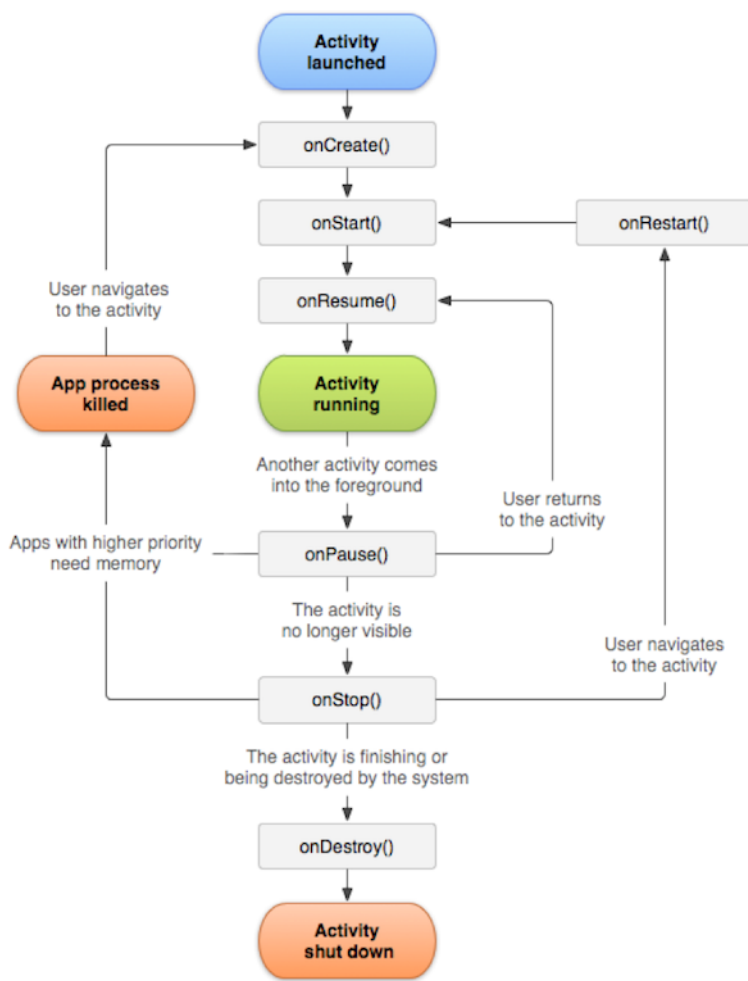 Activity
launched
onCreate()
onStart()
onRestart()
User navigates
to the activity
onResume()
App process
killed
Activity
running
Another activity comes
into the foreground
User returns
to the activity
Apps with higher priority
need memory
onPause()
The activity is
no longer visible
User navigates
to the activity
onStop()
The activity is finishing or
being destroyed by the system
onDestroy()
Activity
shut down